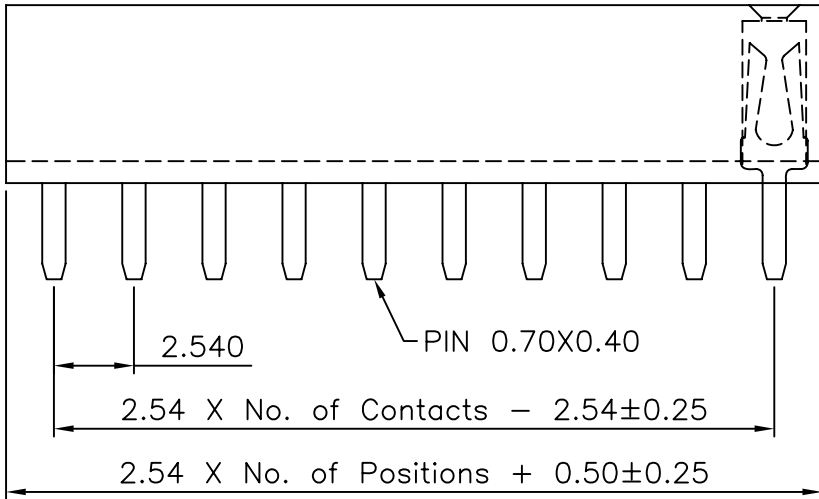 PIN 0.70X0.40
2.540
2.54 X No. of Contacts - 2.54±0.25
2.54 X No. of Positions + 0.50±0.25